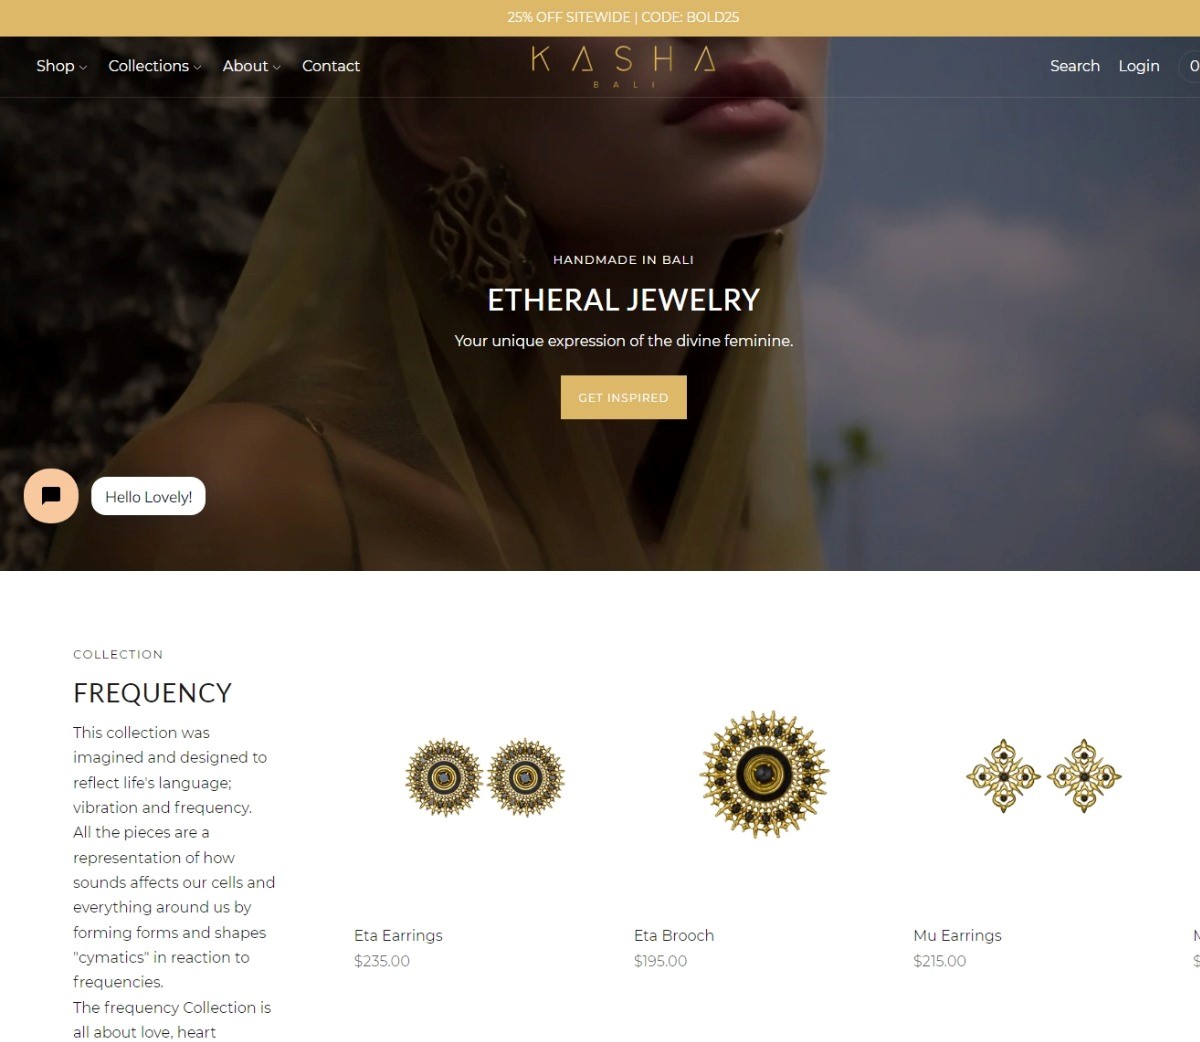 25% OFF SITEWIDE | CODE: BOLD25
Shop Collections About Contact
KASHA
BALI
Search Login 0
HANDMADE IN BALI
ETHERAL JEWELRY
Your unique expression of the divine feminine.
GET INSPIRED
Hello Lovely!
COLLECTION
FREQUENCY
This collection was
imagined and designed to
reflect life's language;
vibration and frequency.
All the pieces are a
representation of how
sounds affects our cells and
everything around us by
forming forms and shapes
"cymatics" in reaction to
frequencies.
The frequency Collection is
all about love, heart
Eta Earrings
$235.00
Eta Brooch
$195.00
Mu Earrings
$215.00